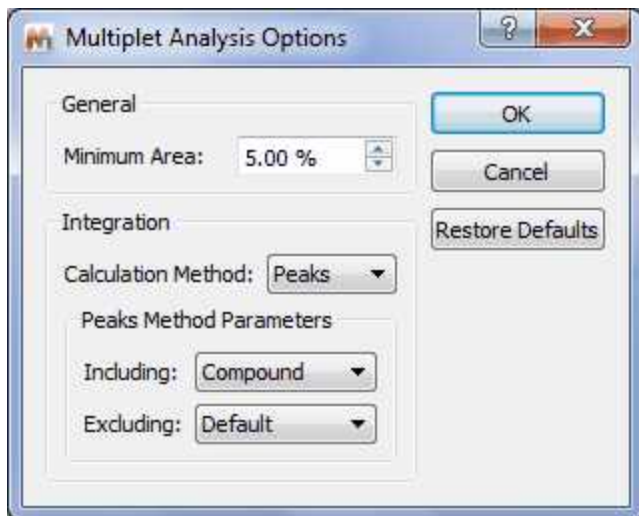 Multiplet Analysis Options
General
Minimum Area: 5.00 %
OK
Cancel
Restore Defaults
Integration
Calculation Method: Peaks
Peaks Method Parameters
Including: Compound
Excluding: Default